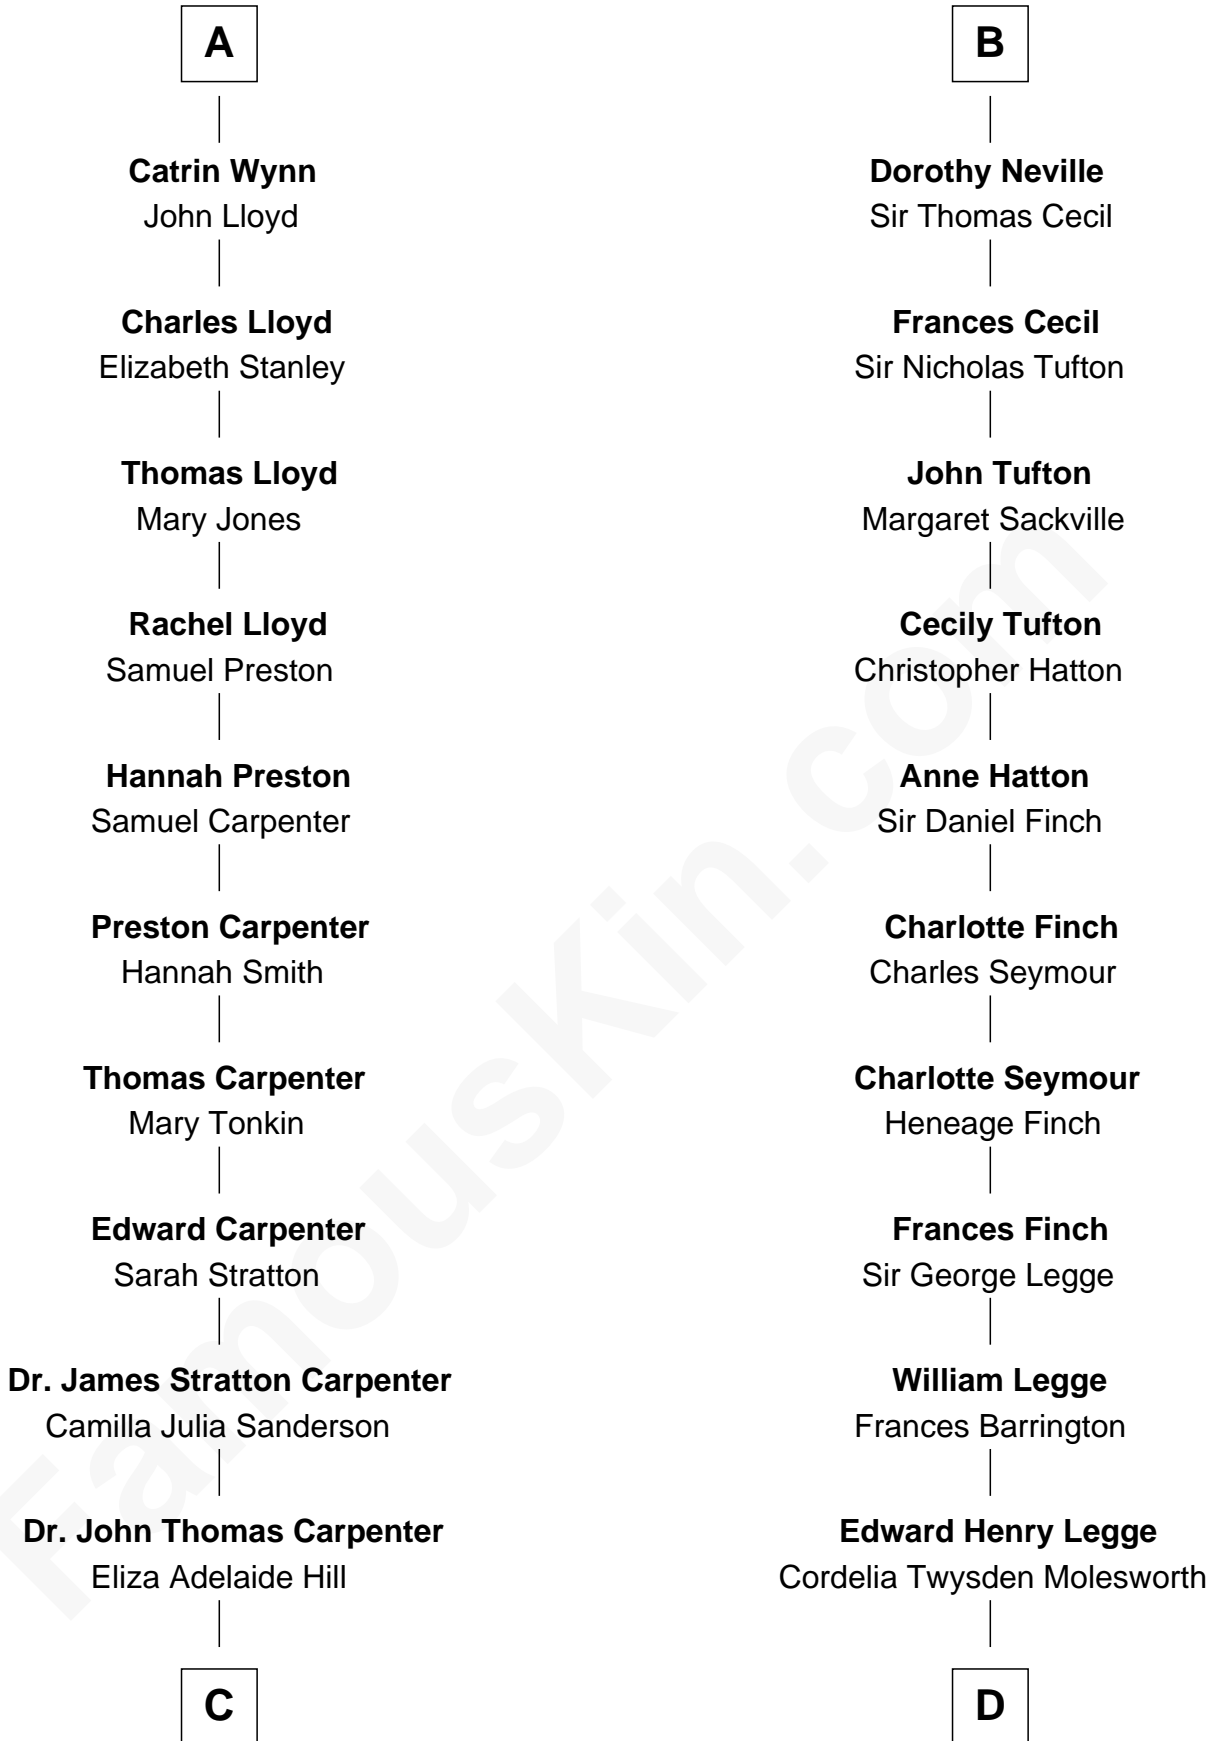 A
Catrin Wynn
John Lloyd
Charles Lloyd
Elizabeth Stanley
Thomas Lloyd
Mary Jones
Rachel Lloyd
Samuel Preston
Hannah Preston
Samuel Carpenter
Preston Carpenter
Hannah Smith
Thomas Carpenter
Mary Tonkin
Edward Carpenter
Sarah Stratton
Dr. James Stratton Carpenter
Camilla Julia Sanderson
Dr. John Thomas Carpenter
Eliza Adelaide Hill
C
B
Dorothy Neville
Sir Thomas Cecil
Frances Cecil
Sir Nicholas Tufton
John Tufton
Margaret Sackville
Cecily Tufton
Christopher Hatton
Anne Hatton
Sir Daniel Finch
Charlotte Finch
Charles Seymour
Charlotte Seymour
Heneage Finch
Frances Finch
Sir George Legge
William Legge
Frances Barrington
Edward Henry Legge
Cordelia Twysden Molesworth
D
FamousKin.com